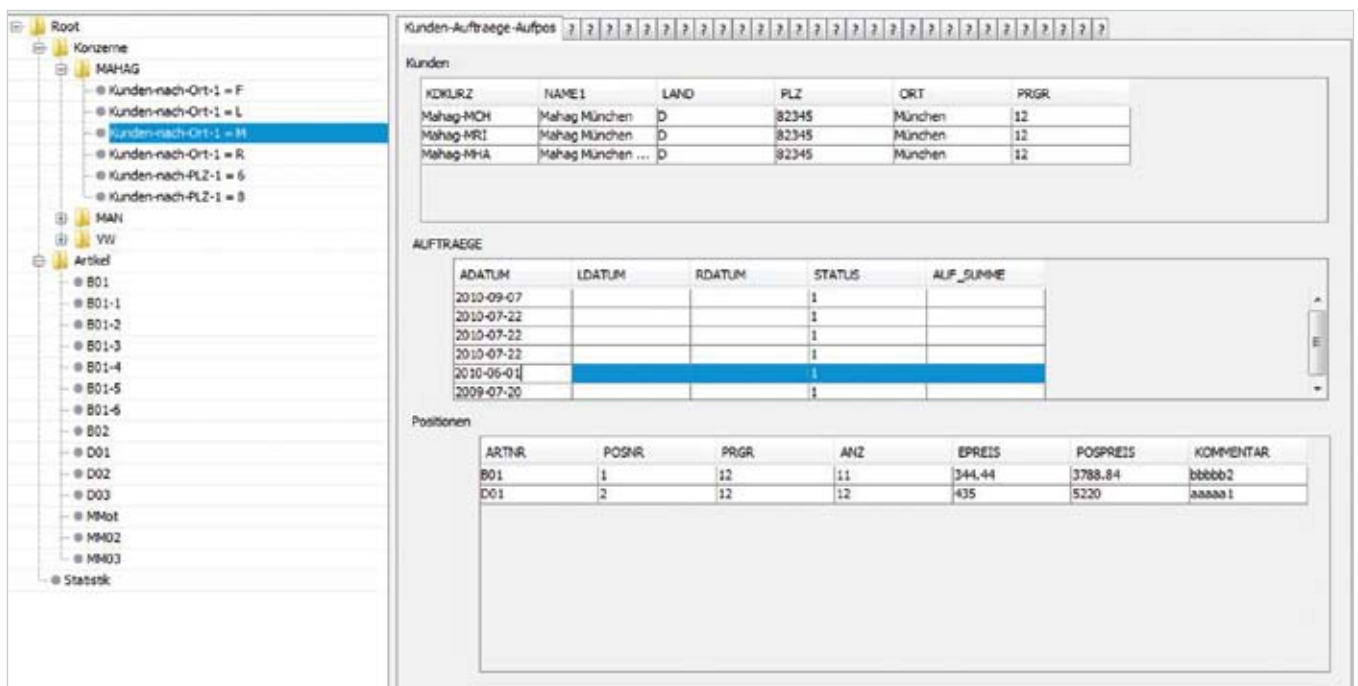 Root
Konzerne
MAHAG
Kunden-nach-Ort-1 = F
Kunden-nach-Ort-1 = L
Kunden-nach-Ort-1 = M
Kunden-nach-Ort-1 = R
Kunden-nach-PLZ-1 = 6
Kunden-nach-PLZ-1 = 8
MAN
VW
Artikel
B01
B01-1
B01-2
B01-3
B01-4
B01-5
B01-6
B02
D01
D02
D03
MMot
MM02
MM03
Statistik
Kunden-Auftraege-Aufpos ? ? ? ? ? ? ? ? ? ? ? ? ? ? ? ? ? ? ? ? ? ? ? ? ? ? ? ? ?
Kunden
KDKURZ NAME1 LAND PLZ ORT PRGR
Mahag-MCH Mahag München D 82345 München 12
Mahag-MRI Mahag München D 82345 München 12
Mahag-MHA Mahag München ... D 82345 München 12
AUFTRAEGE
ADATUM LDATUM RDATUM STATUS AUF_SUMME
2010-09-07 1
2010-07-22 1
2010-07-22 1
2010-07-22 1
2010-06-01 1
2009-07-20 1
Positionen
ARTNR POSNR PRGR ANZ EPREIS POSPREIS KOMMENTAR
B01 1 12 11 344.44 3788.84 bbbbb2
D01 2 12 12 435 5220 aaaaa1